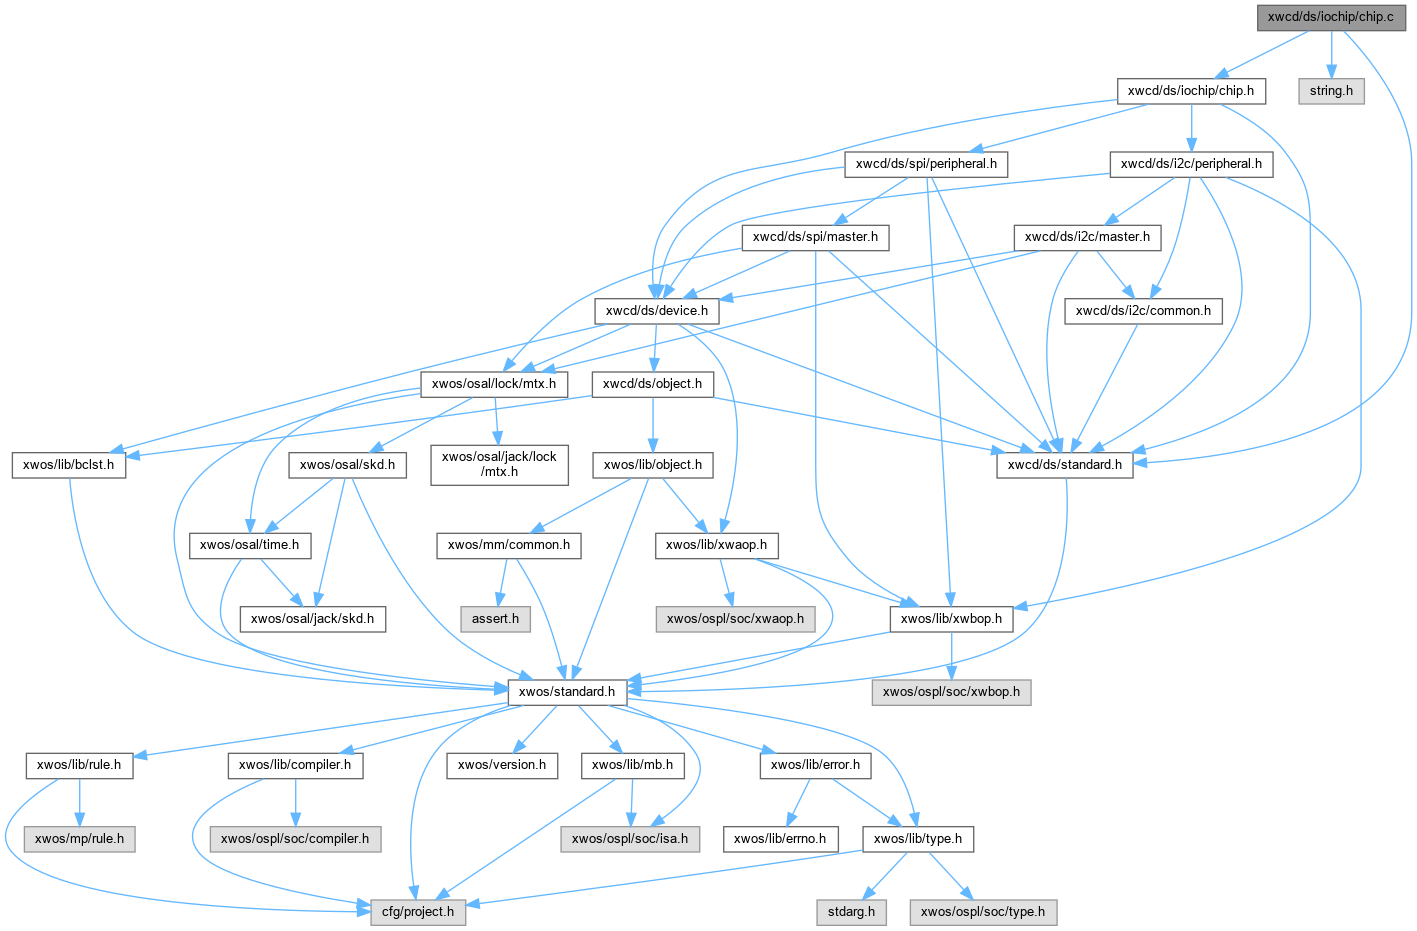 xwcd/ds/iochip/chip.c
xwcd/ds/iochip/chip.h
string.h
xwcd/ds/spi/peripheral.h
xwcd/ds/i2c/peripheral.h
xwcd/ds/spi/master.h
xwcd/ds/i2c/master.h
xwcd/ds/device.h
xwcd/ds/i2c/common.h
xwos/osal/lock/mtx.h
xwcd/ds/object.h
xwos/lib/bclst.h
xwos/osal/skd.h
xwos/osal/jack/lock
/mtx.h
xwos/lib/object.h
xwcd/ds/standard.h
xwos/osal/time.h
xwos/mm/common.h
xwos/lib/xwaop.h
xwos/osal/jack/skd.h
assert.h
xwos/ospl/soc/xwaop.h
xwos/lib/xwbop.h
xwos/standard.h
xwos/ospl/soc/xwbop.h
xwos/lib/rule.h
xwos/lib/compiler.h
xwos/version.h
xwos/lib/mb.h
xwos/lib/error.h
xwos/mp/rule.h
xwos/ospl/soc/compiler.h
xwos/ospl/soc/isa.h
xwos/lib/errno.h
xwos/lib/type.h
cfg/project.h
stdarg.h
xwos/ospl/soc/type.h